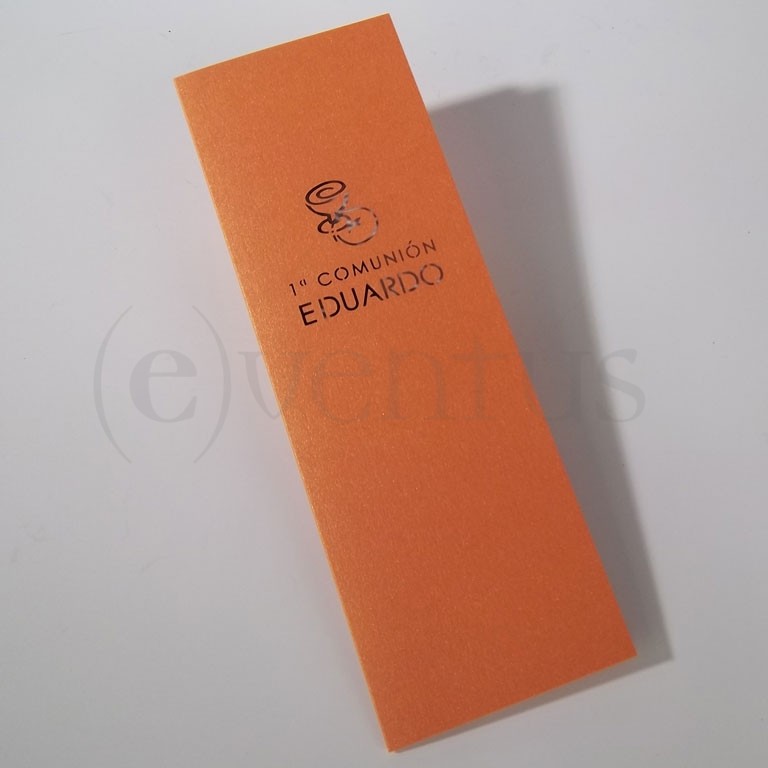 1ª COMUNIÓN
EDUARDO
(e)ventus